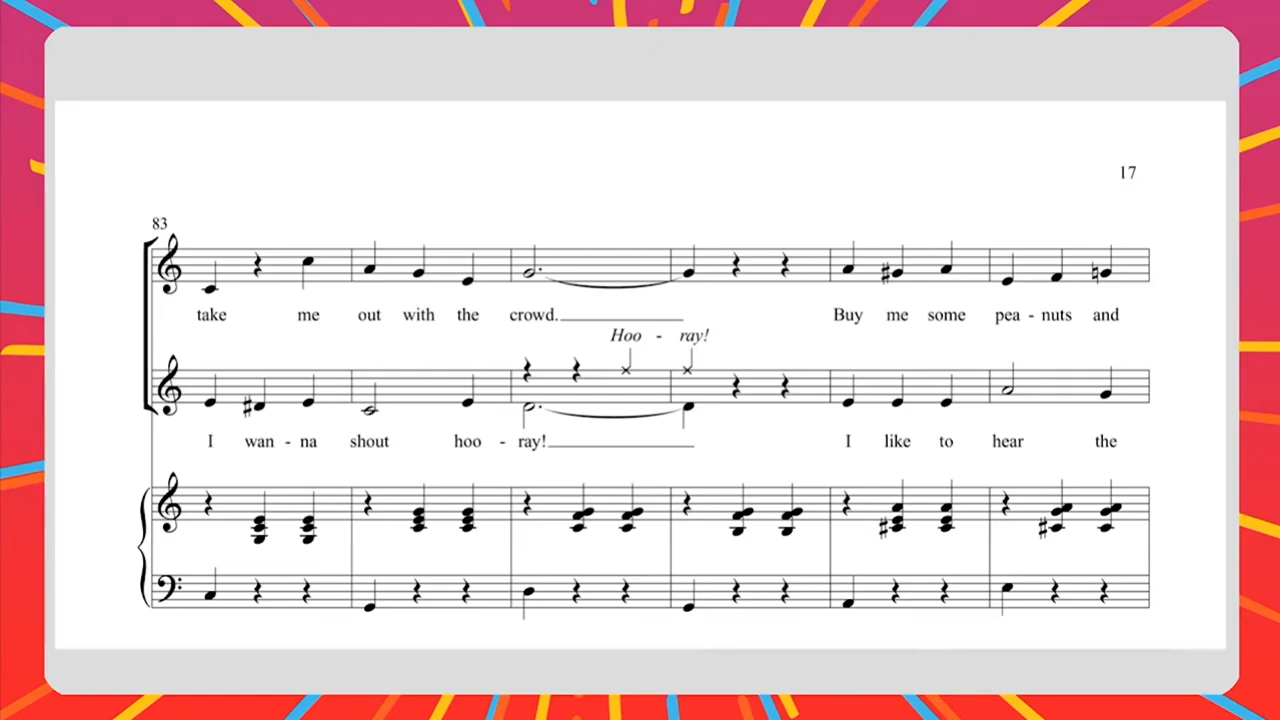 17
83
take me out with the crowd. Buy me some pea - nuts and
Hoo - ray!
I wan - na shout hoo - ray! I like to hear the